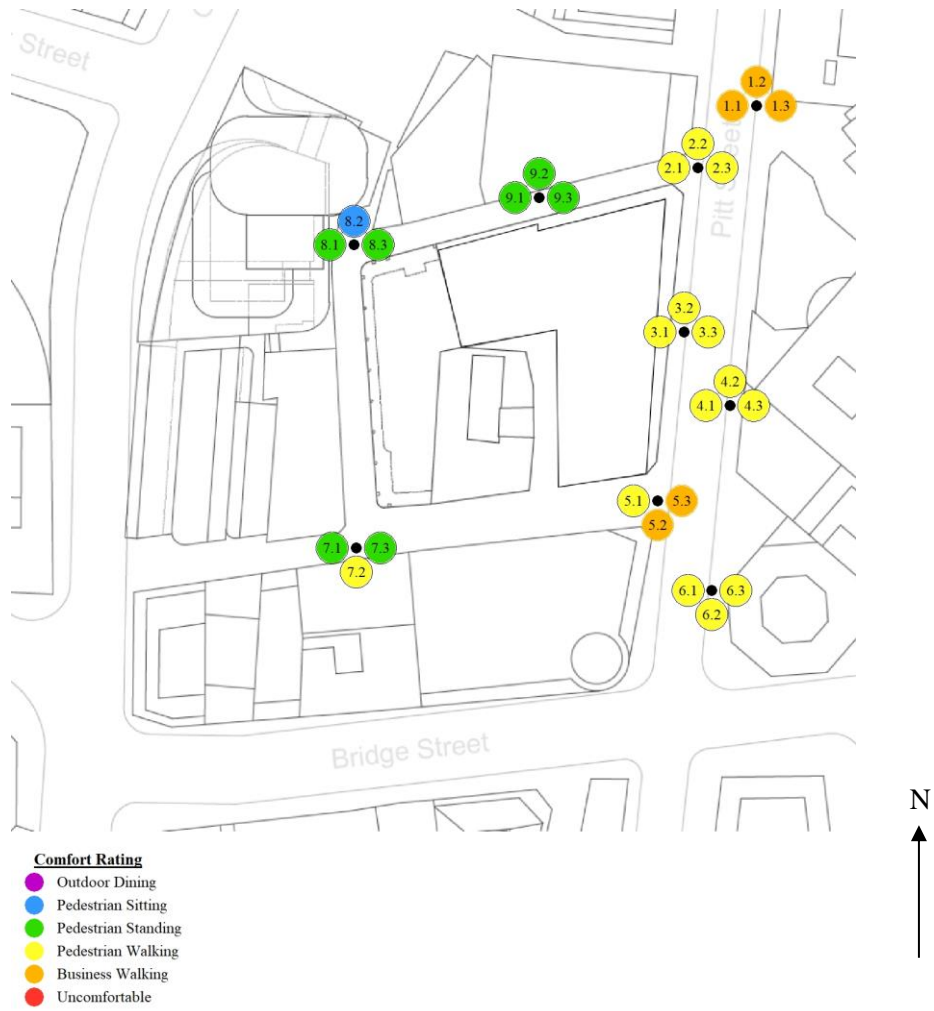 Street
C
1.2
1.1
1.3
Pitt Street
2.2
2.1
2.3
9.2
9.1
9.3
8.2
8.1
8.3
3.2
3.1
3.3
4.2
4.1
4.3
5.1
5.3
5.2
7.1
7.3
7.2
6.1
6.3
6.2
Bridge Street
N
Comfort Rating
Outdoor Dining
Pedestrian Sitting
Pedestrian Standing
Pedestrian Walking
Business Walking
Uncomfortable